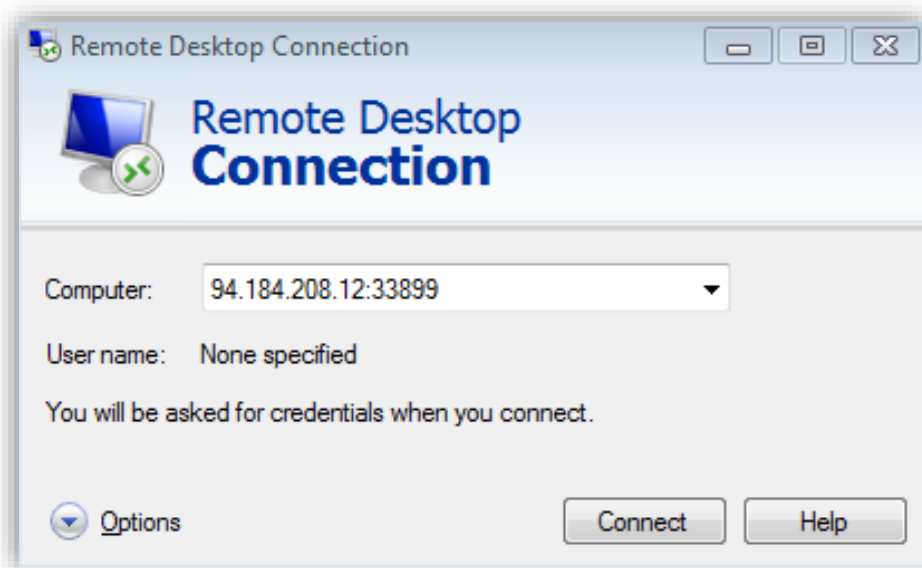 Remote Desktop Connection
Remote Desktop
Connection
Computer: 94.184.208.12:33899
User name: None specified
You will be asked for credentials when you connect.
Options Connect Help